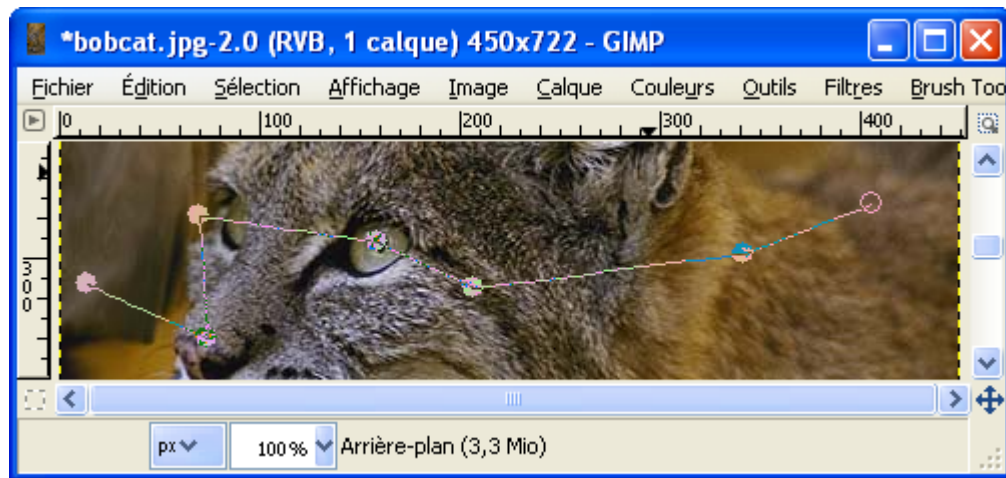 *bobcat.jpg-2.0 (RVB, 1 calque) 450x722 - GIMP
Fichier Édition Sélection Affichage Image Calque Couleurs Outils Filtres Brush Too
0 100 200 300 400
300
px 100 % Arrière-plan (3,3 Mio)